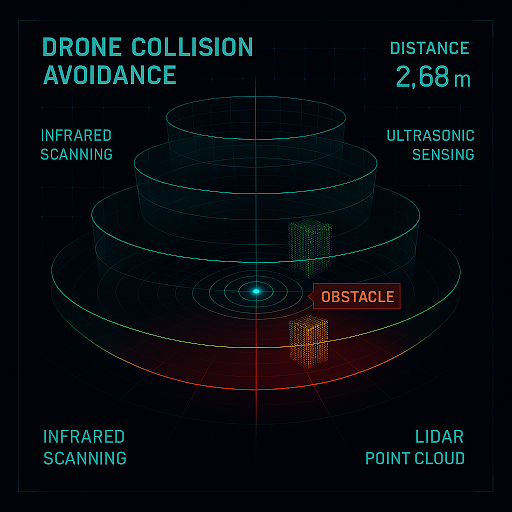 DRONE COLLISION
AVOIDANCE
DISTANCE
2,68 m
INFRARED
SCANNING
ULTRASONIC
SENSING
OBSTACLE
INFRARED
SCANNING
LIDAR
POINT CLOUD